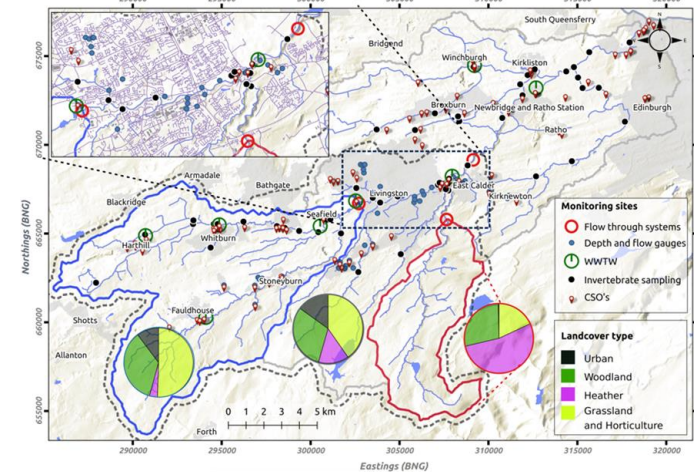 South Queensferry
Bridgend
Winchburgh
Kirkliston
N
W
E
S
Broxburn
Newbridge and Ratho Station
Edinburgh
Ratho
Armadale
Bathgate
Livingston
East Calder
Kirknewton
Blackridge
Seafield
Harthill
Whitburn
Stoneyburn
Shotts
Fauldhouse
Allanton
Forth
Monitoring sites
Flow through systems
Depth and flow gauges
WWTW
Invertebrate sampling
CSO's
Landcover type
Urban
Woodland
Heather
Grassland
and Horticulture
0 1 2 3 4 5 km
Northings (BNG)
675000
670000
665000
660000
655000
290000 295000 300000 305000 310000 315000 320000
Eastings (BNG)